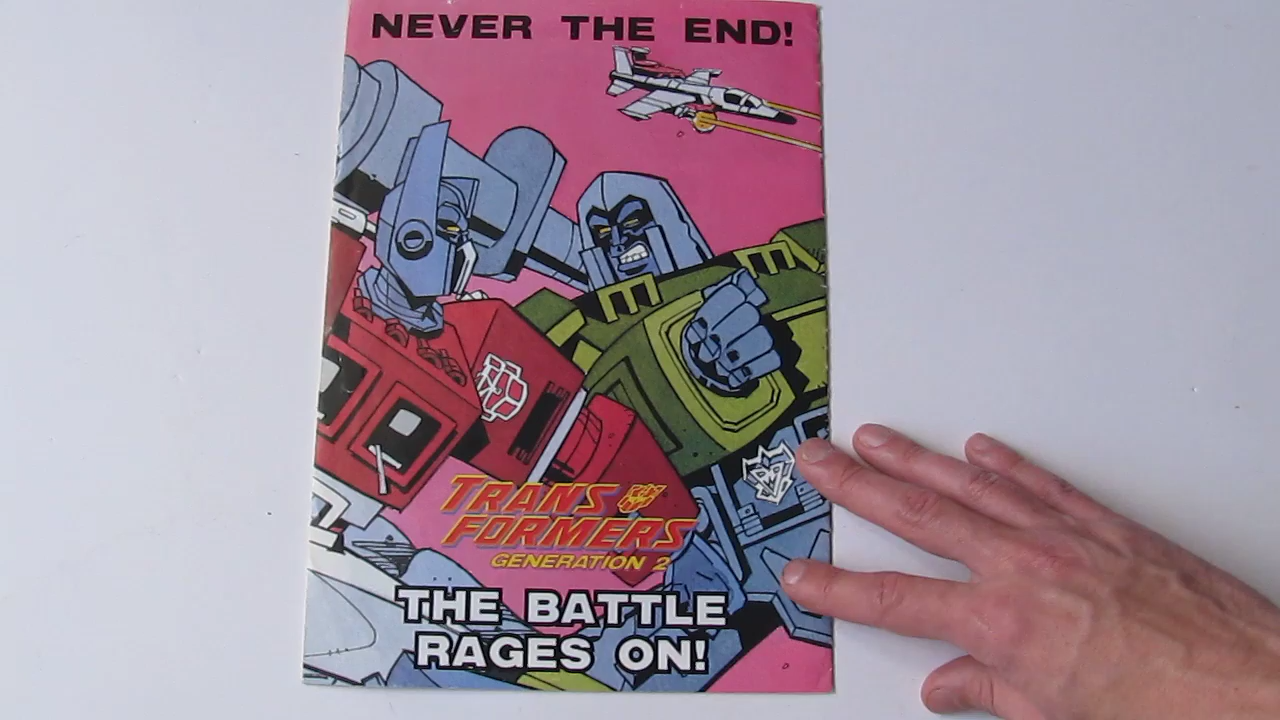 NEVER THE END!
TRANS
FORMERS
GENERATION 2
THE BATTLE
RAGES ON!